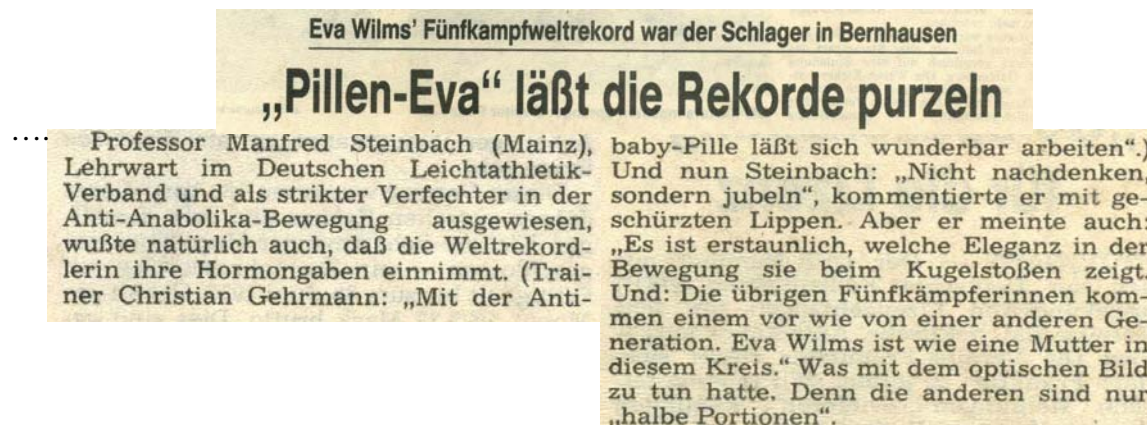 Eva Wilms' Fünfkampfweltrekord war der Schlager in Bernhausen
„Pillen-Eva“ läßt die Rekorde purzeln
....
Professor Manfred Steinbach (Mainz),
Lehrwart im Deutschen Leichtathletik-
Verband und als strikter Verfechter in der
Anti-Anabolika-Bewegung ausgewiesen,
wußte natürlich auch, daß die Weltrekord-
lerin ihre Hormongaben einnimmt. (Trai-
ner Christian Gehrmann: „Mit der Anti-
baby-Pille läßt sich wunderbar arbeiten“.)
Und nun Steinbach: „Nicht nachdenken,
sondern jubeln“, kommentierte er mit ge-
schürzten Lippen. Aber er meinte auch:
„Es ist erstaunlich, welche Eleganz in der
Bewegung sie beim Kugelstoßen zeigt.
Und: Die übrigen Fünfkämpferinnen kom-
men einem vor wie von einer anderen Ge-
neration. Eva Wilms ist wie eine Mutter in
diesem Kreis.“ Was mit dem optischen Bild
zu tun hatte. Denn die anderen sind nur
„halbe Portionen“.